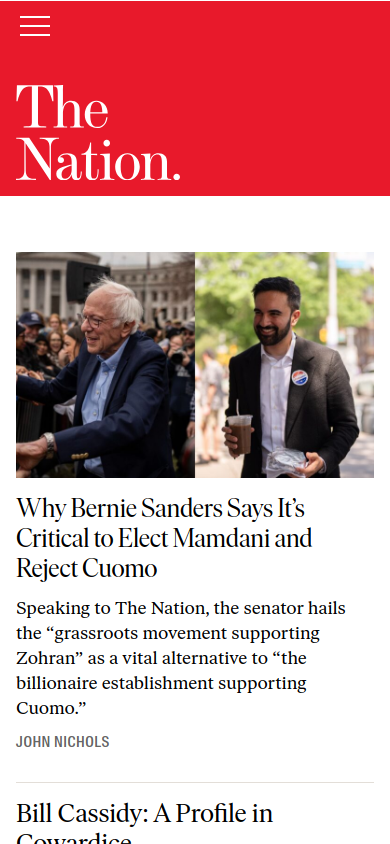 The
Nation.
Why Bernie Sanders Says It’s
Critical to Elect Mamdani and
Reject Cuomo
Speaking to The Nation, the senator hails
the “grassroots movement supporting
Zohran” as a vital alternative to “the
billionaire establishment supporting
Cuomo.”
JOHN NICHOLS
Bill Cassidy: A Profile in
Cowardice